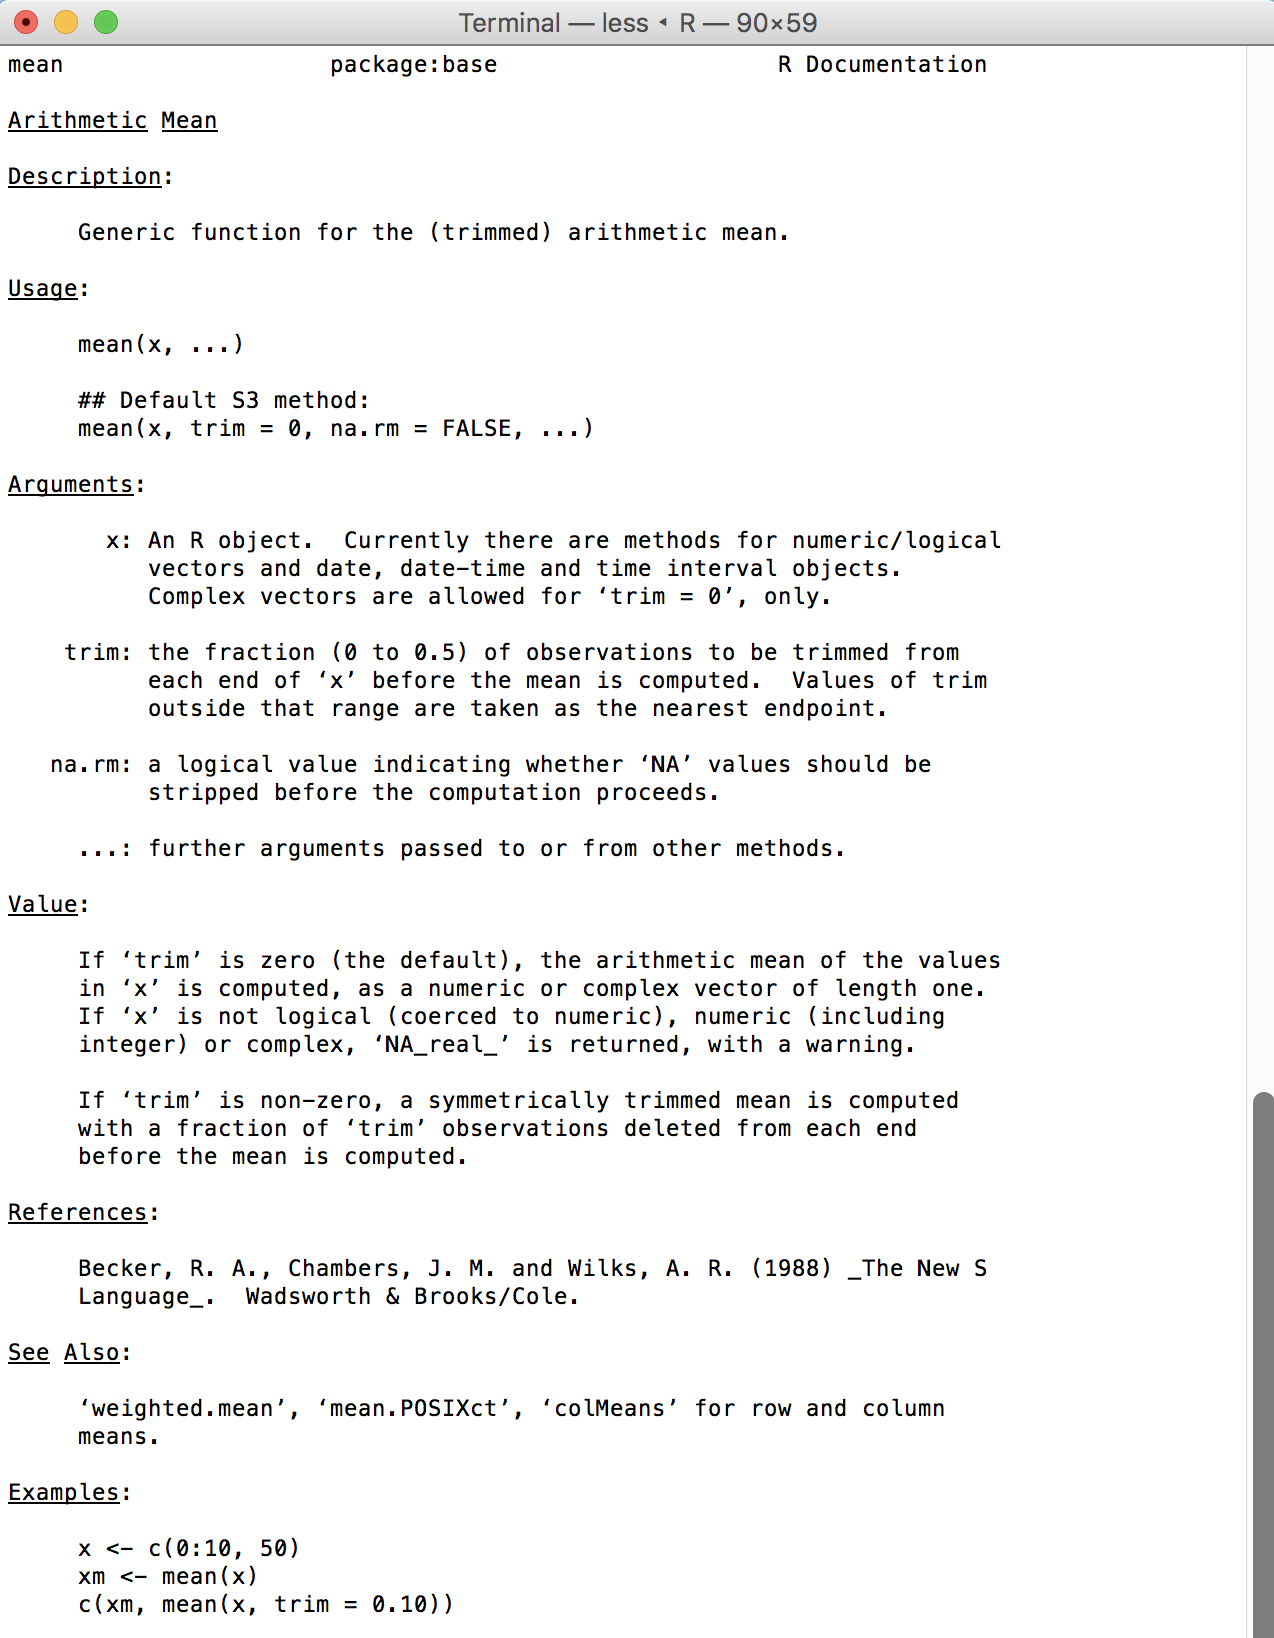 Terminal — less ◂ R — 90×59
mean package:base R Documentation
Arithmetic Mean
Description:
Generic function for the (trimmed) arithmetic mean.
Usage:
mean(x, ...)
## Default S3 method:
mean(x, trim = 0, na.rm = FALSE, ...)
Arguments:
x: An R object.  Currently there are methods for numeric/logical
vectors and date, date-time and time interval objects.
Complex vectors are allowed for ‘trim = 0’, only.
trim: the fraction (0 to 0.5) of observations to be trimmed from
each end of ‘x’ before the mean is computed.  Values of trim
outside that range are taken as the nearest endpoint.
na.rm: a logical value indicating whether ‘NA’ values should be
stripped before the computation proceeds.
...: further arguments passed to or from other methods.
Value:
If ‘trim’ is zero (the default), the arithmetic mean of the values
in ‘x’ is computed, as a numeric or complex vector of length one.
If ‘x’ is not logical (coerced to numeric), numeric (including
integer) or complex, ‘NA_real_’ is returned, with a warning.
If ‘trim’ is non-zero, a symmetrically trimmed mean is computed
with a fraction of ‘trim’ observations deleted from each end
before the mean is computed.
References:
Becker, R. A., Chambers, J. M. and Wilks, A. R. (1988) _The New S
Language_.  Wadsworth & Brooks/Cole.
See Also:
‘weighted.mean’, ‘mean.POSIXct’, ‘colMeans’ for row and column
means.
Examples:
x <- c(0:10, 50)
xm <- mean(x)
c(xm, mean(x, trim = 0.10))